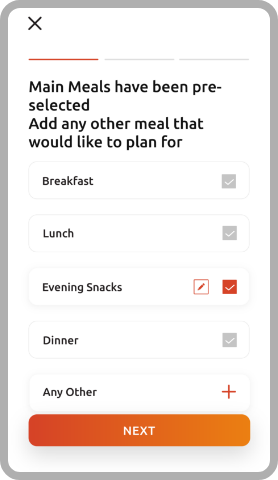 Main Meals have been pre-
selected
Add any other meal that
would like to plan for
Breakfast
Lunch
Evening Snacks
Dinner
Any Other
NEXT